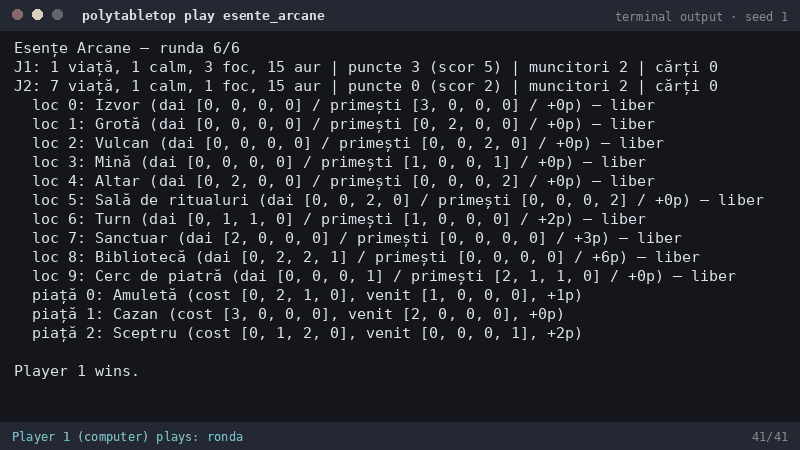 polytabletop play esente_arcane
terminal output · seed 1
Esențe Arcane — runda 6/6
J1: 1 viață, 1 calm, 3 foc, 15 aur | puncte 3 (scor 5) | muncitori 2 | cărți 0
J2: 7 viață, 1 calm, 1 foc, 15 aur | puncte 0 (scor 2) | muncitori 2 | cărți 0
loc 0: Izvor (dai [0, 0, 0, 0] / primești [3, 0, 0, 0] / +0p) — liber
loc 1: Grotă (dai [0, 0, 0, 0] / primești [0, 2, 0, 0] / +0p) — liber
loc 2: Vulcan (dai [0, 0, 0, 0] / primești [0, 0, 2, 0] / +0p) — liber
loc 3: Mină (dai [0, 0, 0, 0] / primești [1, 0, 0, 1] / +0p) — liber
loc 4: Altar (dai [0, 2, 0, 0] / primești [0, 0, 0, 2] / +0p) — liber
loc 5: Sală de ritualuri (dai [0, 0, 2, 0] / primești [0, 0, 0, 2] / +0p) — liber
loc 6: Turn (dai [0, 1, 1, 0] / primești [1, 0, 0, 0] / +2p) — liber
loc 7: Sanctuar (dai [2, 0, 0, 0] / primești [0, 0, 0, 0] / +3p) — liber
loc 8: Bibliotecă (dai [0, 2, 2, 1] / primești [0, 0, 0, 0] / +6p) — liber
loc 9: Cerc de piatră (dai [0, 0, 0, 1] / primești [2, 1, 1, 0] / +0p) — liber
piață 0: Amuletă (cost [0, 2, 1, 0], venit [1, 0, 0, 0], +1p)
piață 1: Cazan (cost [3, 0, 0, 0], venit [2, 0, 0, 0], +0p)
piață 2: Sceptru (cost [0, 1, 2, 0], venit [0, 0, 0, 1], +2p)
Player 1 wins.
Player 1 (computer) plays: ronda
41/41